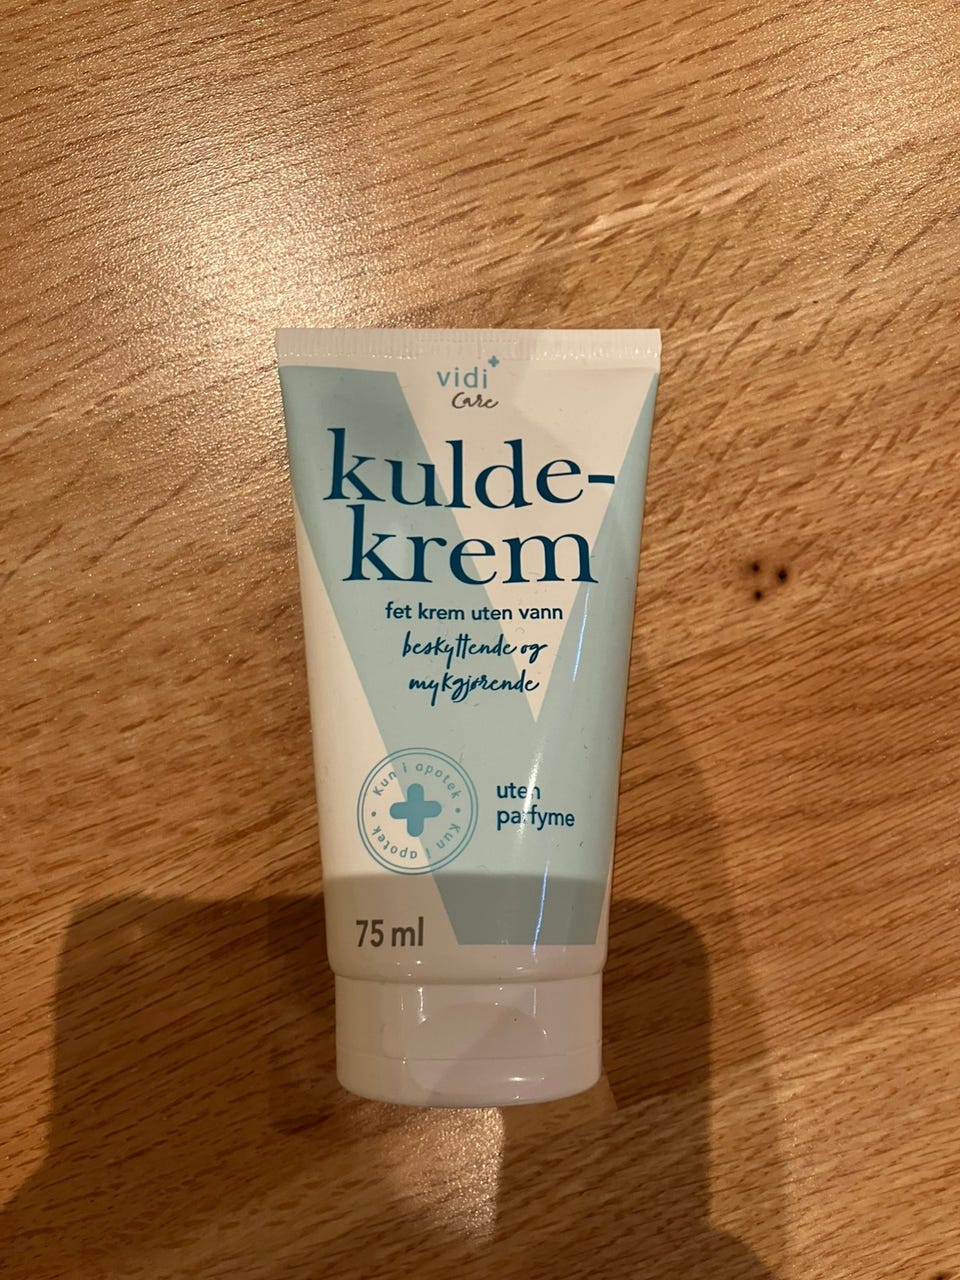 vidi+
Care
kulde-
krem
fet krem uten vann
beskyttende og
mykgjørende
Kun i apotek • Kun i apotek •
uten
parfyme
75 ml